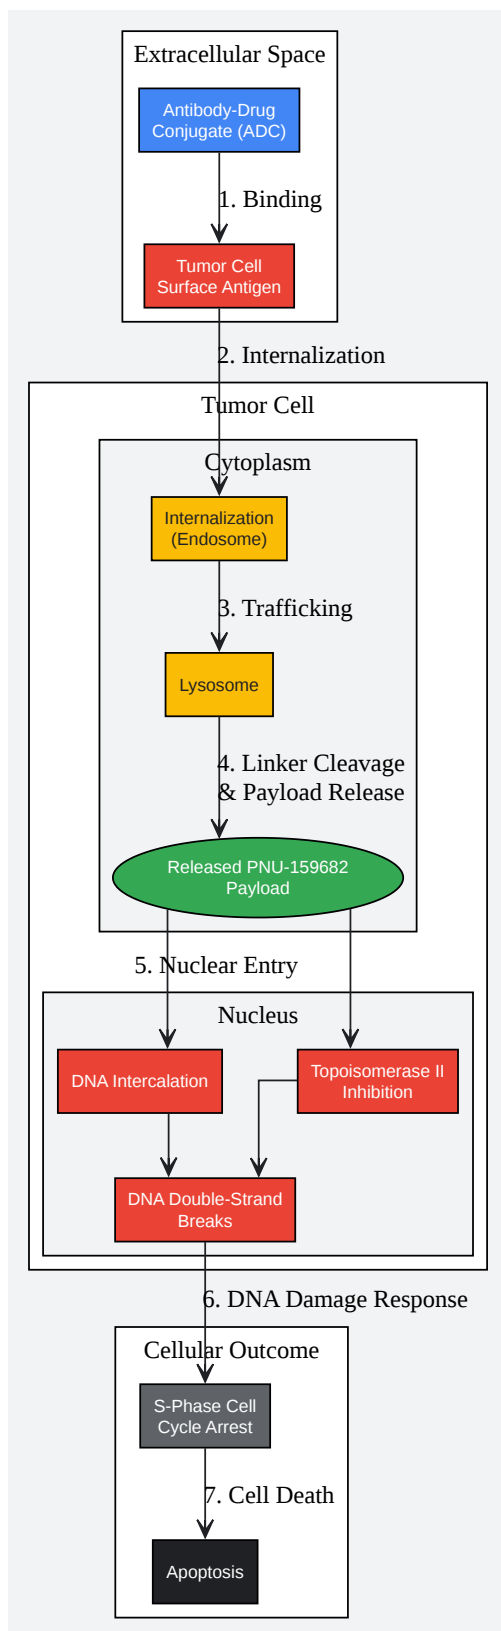 Extracellular Space
Antibody-Drug
Conjugate (ADC)
1. Binding
Tumor Cell
Surface Antigen
2. Internalization
Tumor Cell
Cytoplasm
Internalization
(Endosome)
3. Trafficking
Lysosome
4. Linker Cleavage
& Payload Release
Released PNU-159682
Payload
5. Nuclear Entry
Nucleus
DNA Intercalation
Topoisomerase II
Inhibition
DNA Double-Strand
Breaks
6. DNA Damage Response
Cellular Outcome
S-Phase Cell
Cycle Arrest
7. Cell Death
Apoptosis